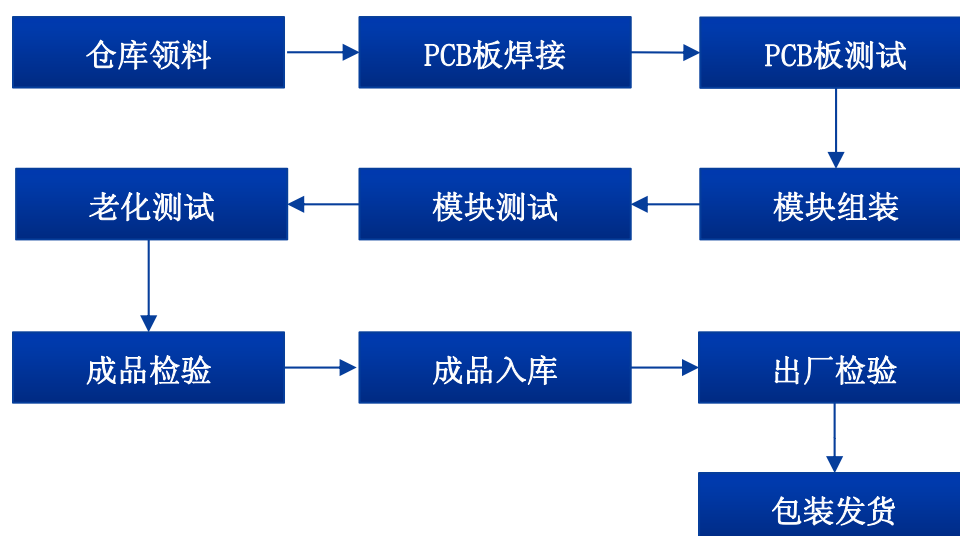 仓库领料
PCB板焊接
PCB板测试
老化测试
模块测试
模块组装
成品检验
成品入库
出厂检验
包装发货